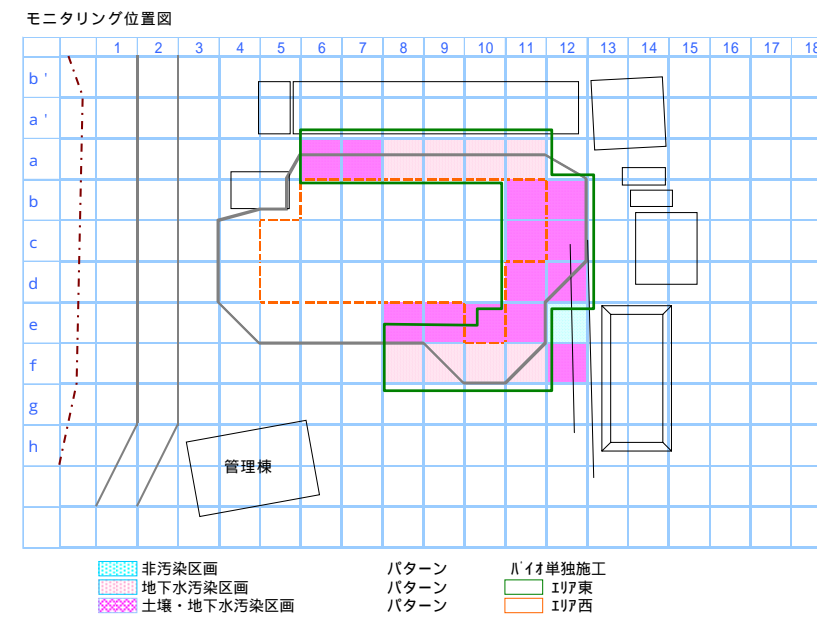 モニタリング位置図
1 2 3 4 5 6 7 8 9 10 11 12 13 14 15 16 17 18
b '
a '
a
b
c
d
e
f
g
h
管理棟
非汚染区画 パターン ﾊﾞｲｵ単独施工
地下水汚染区画 パターン ｴﾘｱ東
土壌・地下水汚染区画 パターン ｴﾘｱ西